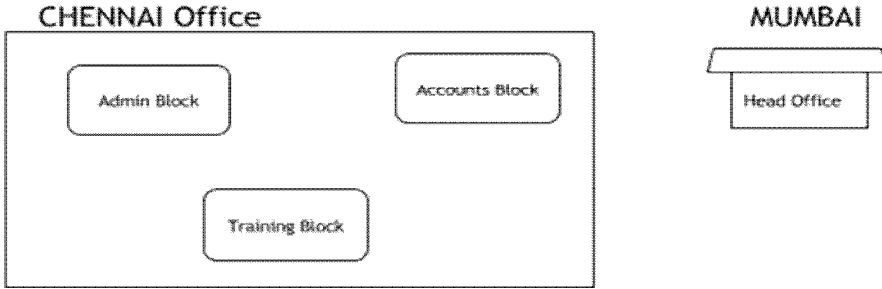 CHENNAI Office
MUMBAI
Admin Block
Accounts Block
Head Office
Training Block